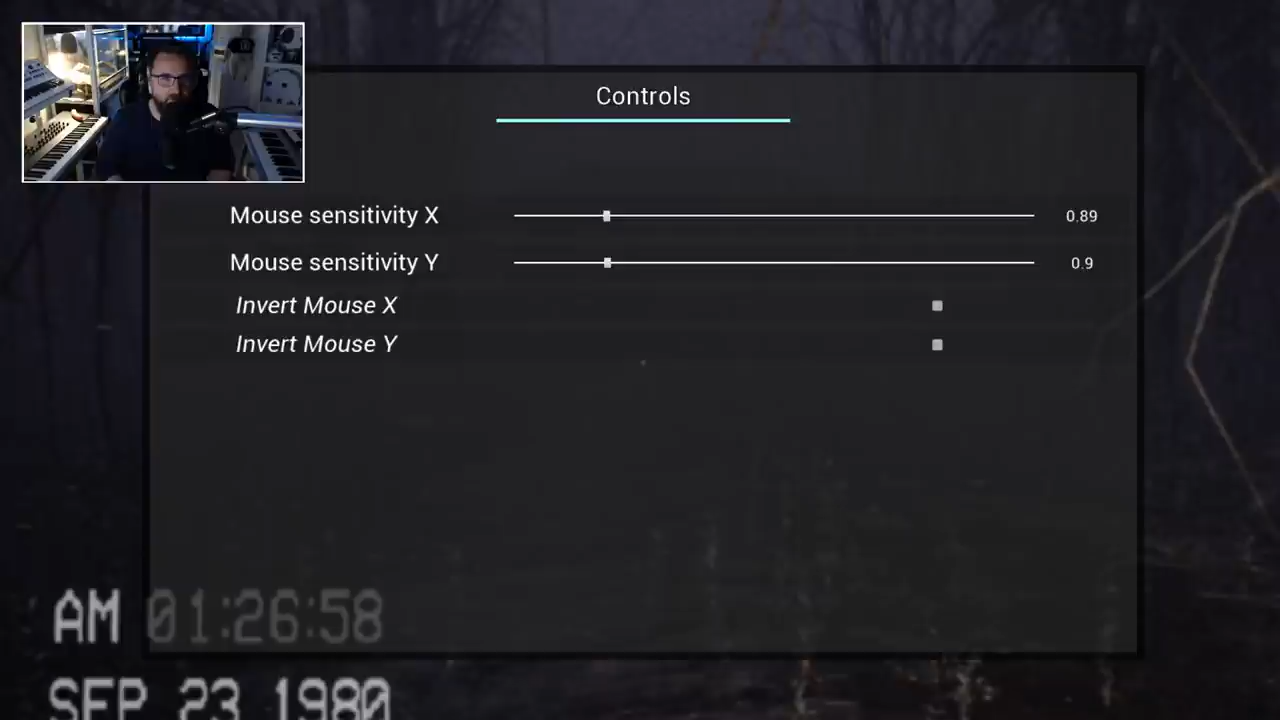 Controls
Mouse sensitivity X 0.89
Mouse sensitivity Y 0.9
Invert Mouse X
Invert Mouse Y
AM 01:26:58
SEP 23 1980